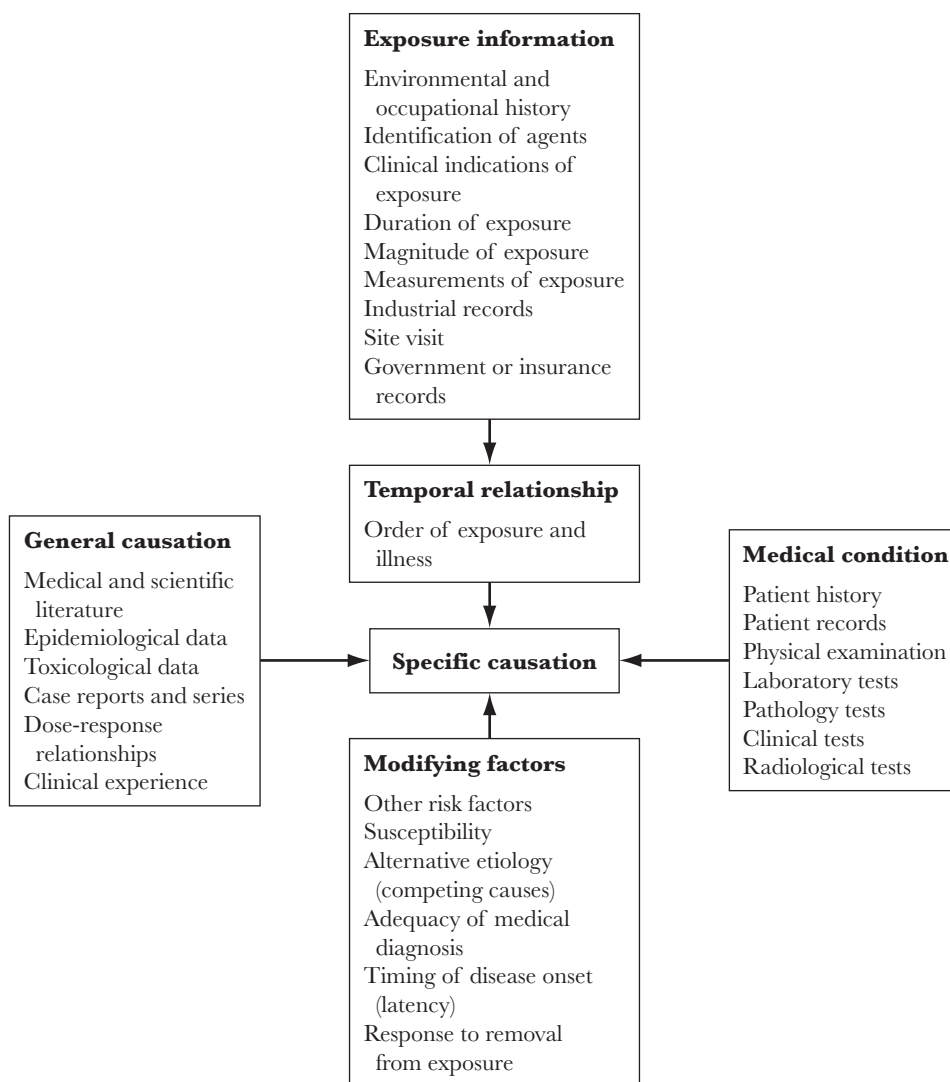 Exposure information
Environmental and
occupational history
Identification of agents
Clinical indications of
exposure
Duration of exposure
Magnitude of exposure
Measurements of exposure
Industrial records
Site visit
Government or insurance
records
Temporal relationship
Order of exposure and
illness
General causation
Medical and scientific
literature
Epidemiological data
Toxicological data
Case reports and series
Dose-response
relationships
Clinical experience
Specific causation
Medical condition
Patient history
Patient records
Physical examination
Laboratory tests
Pathology tests
Clinical tests
Radiological tests
Modifying factors
Other risk factors
Susceptibility
Alternative etiology
(competing causes)
Adequacy of medical
diagnosis
Timing of disease onset
(latency)
Response to removal
from exposure